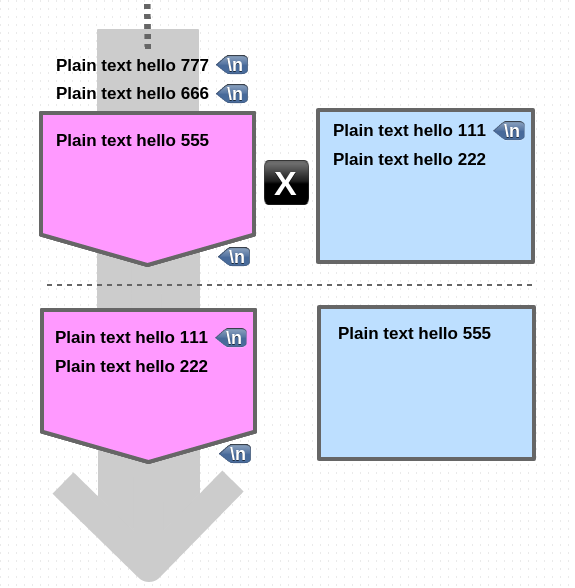 Plain text hello 777 \n
Plain text hello 666 \n
Plain text hello 555
\n
X
Plain text hello 111 \n
Plain text hello 222
Plain text hello 111 \n
Plain text hello 222
\n
Plain text hello 555